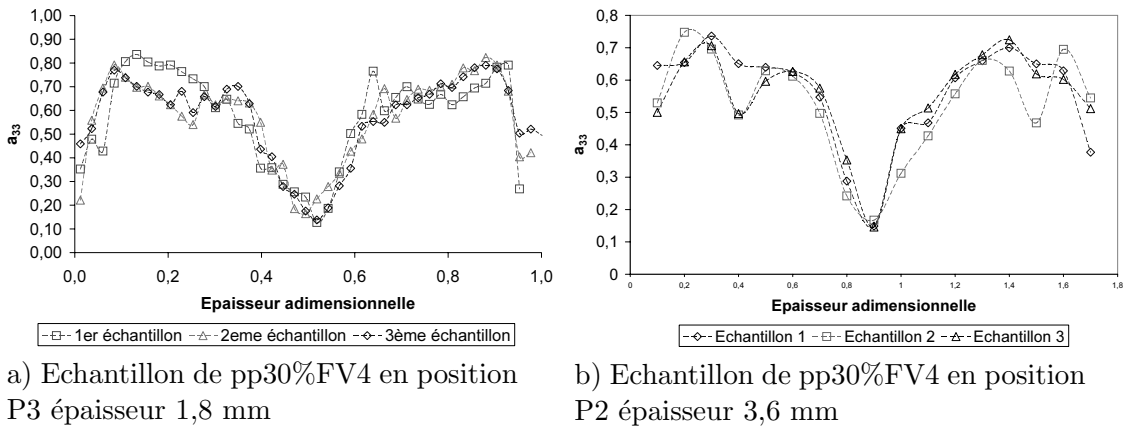 1,00
0,90
0,80
0,70
0,60
0,50
0,40
0,30
0,20
0,10
0,00
a33
0,0 0,2 0,4 0,6 0,8 1,0
Epaisseur adimensionnelle
1er échantillon 2eme échantillon 3ème échantillon
a) Echantillon de pp30%FV4 en position
P3 épaisseur 1,8 mm
0,8
0,7
0,6
0,5
0,4
0,3
0,2
0,1
0
a33
0 0,2 0,4 0,6 0,8 1 1,2 1,4 1,6 1,8
Epaisseur adimensionnelle
Echantillon 1 Echantillon 2 Echantillon 3
b) Echantillon de pp30%FV4 en position
P2 épaisseur 3,6 mm